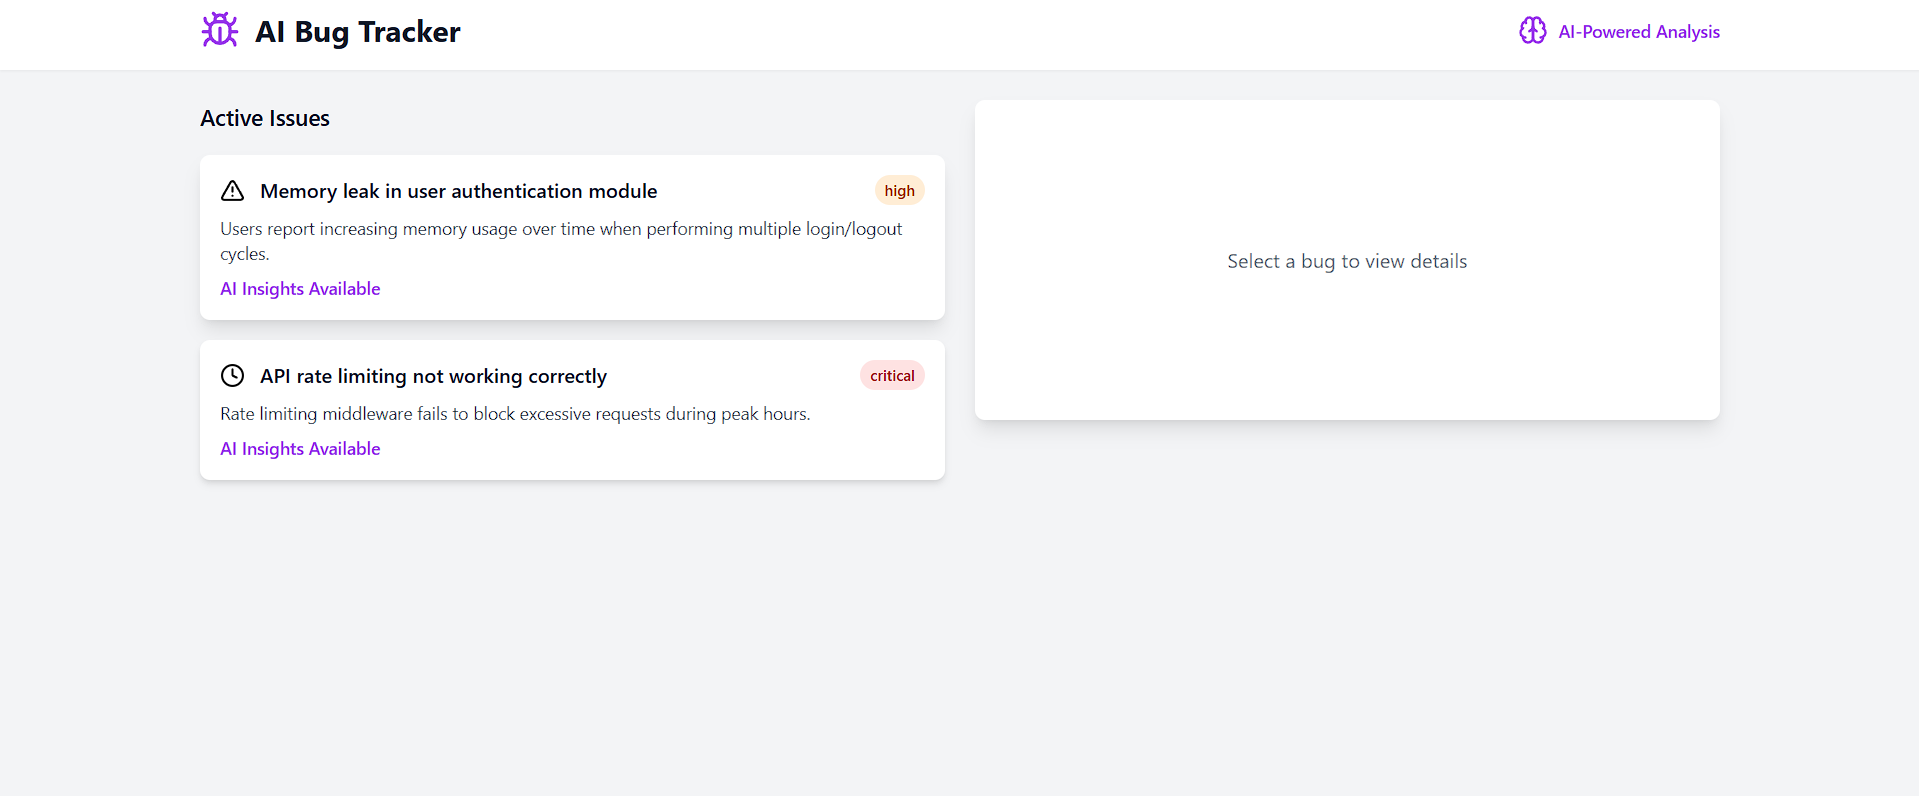 AI Bug Tracker
AI-Powered Analysis
Active Issues
Memory leak in user authentication module
high
Users report increasing memory usage over time when performing multiple login/logout
cycles.
AI Insights Available
API rate limiting not working correctly
critical
Rate limiting middleware fails to block excessive requests during peak hours.
AI Insights Available
Select a bug to view details